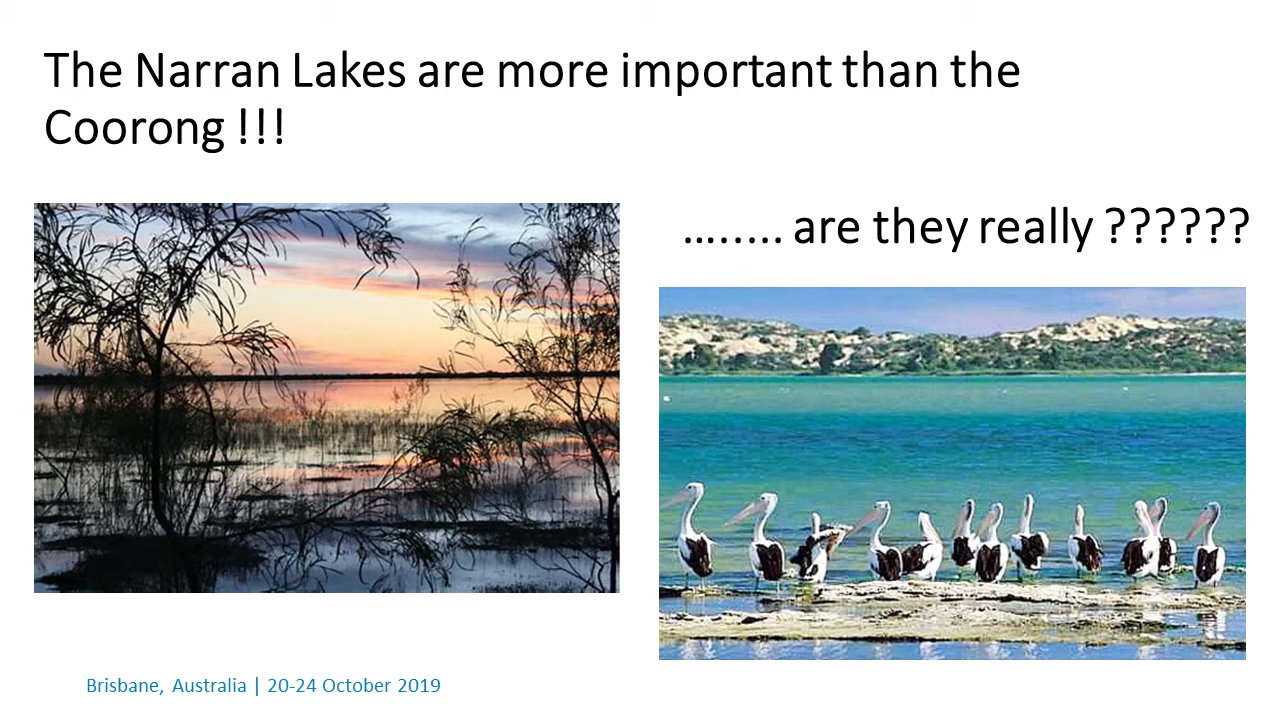 The Narran Lakes are more important than the
Coorong !!!
…..... are they really ??????
Brisbane, Australia | 20-24 October 2019